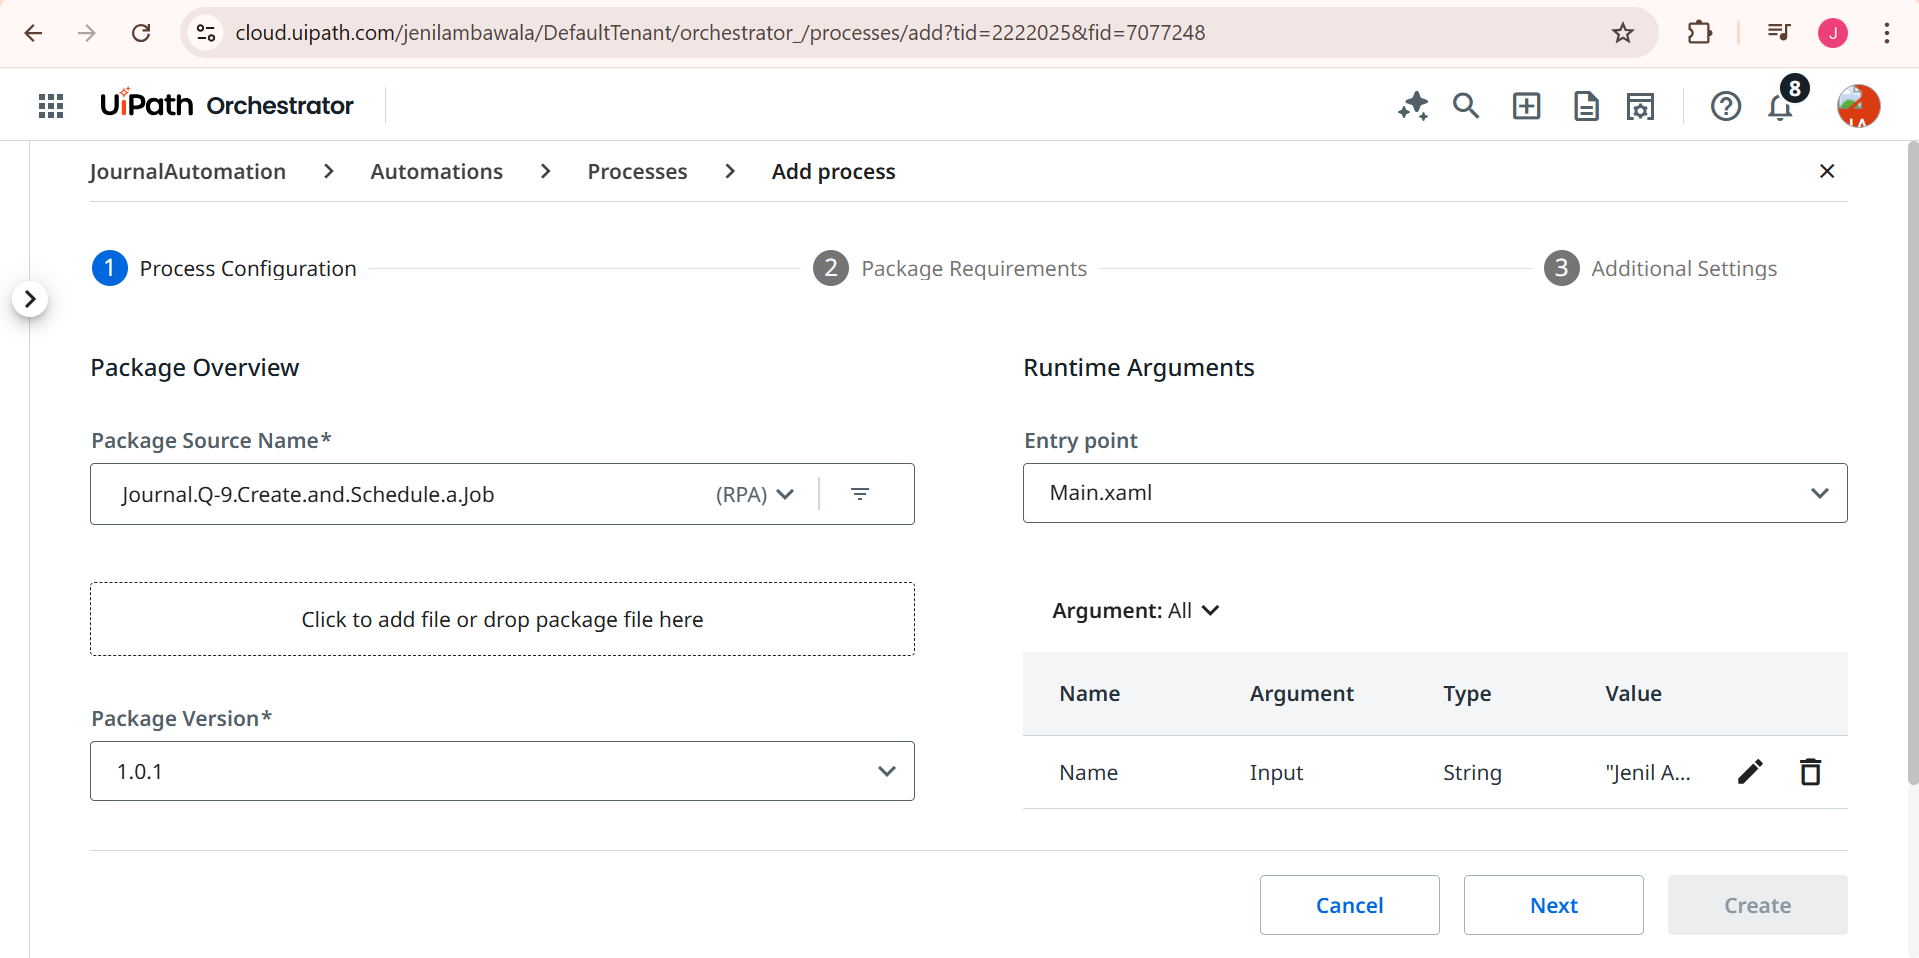 cloud.uipath.com/jenilambawala/DefaultTenant/orchestrator_/processes/add?tid=2222025&fid=7077248
J
UiPath Orchestrator
8
JournalAutomation > Automations > Processes > Add process
1 Process Configuration
2 Package Requirements
3 Additional Settings
Package Overview
Package Source Name*
Journal.Q-9.Create.and.Schedule.a.Job (RPA)
Click to add file or drop package file here
Package Version*
1.0.1
Runtime Arguments
Entry point
Main.xaml
Argument: All
Name Argument Type Value
Name Input String "Jenil A...
Cancel Next Create